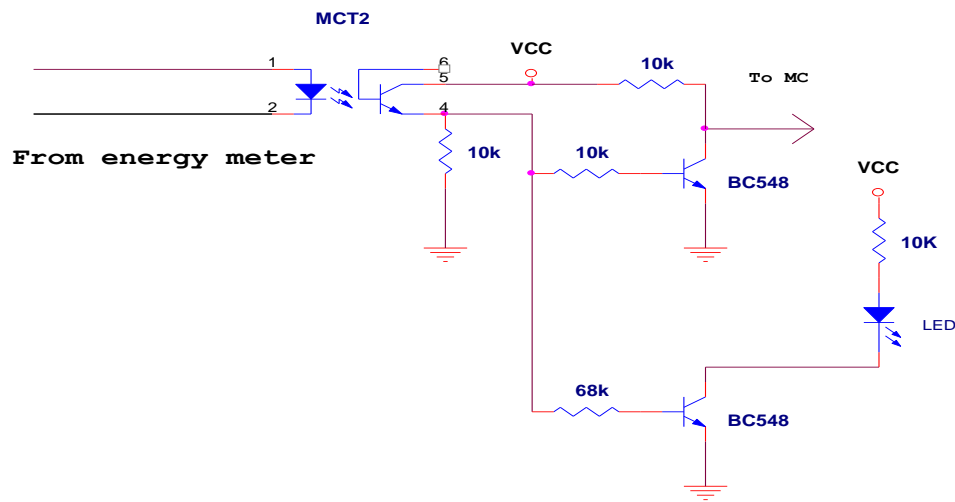 MCT2
VCC
10k
To MC
1
6
5
2
4
From energy meter
10k
10k
BC548
VCC
10K
LED
68k
BC548